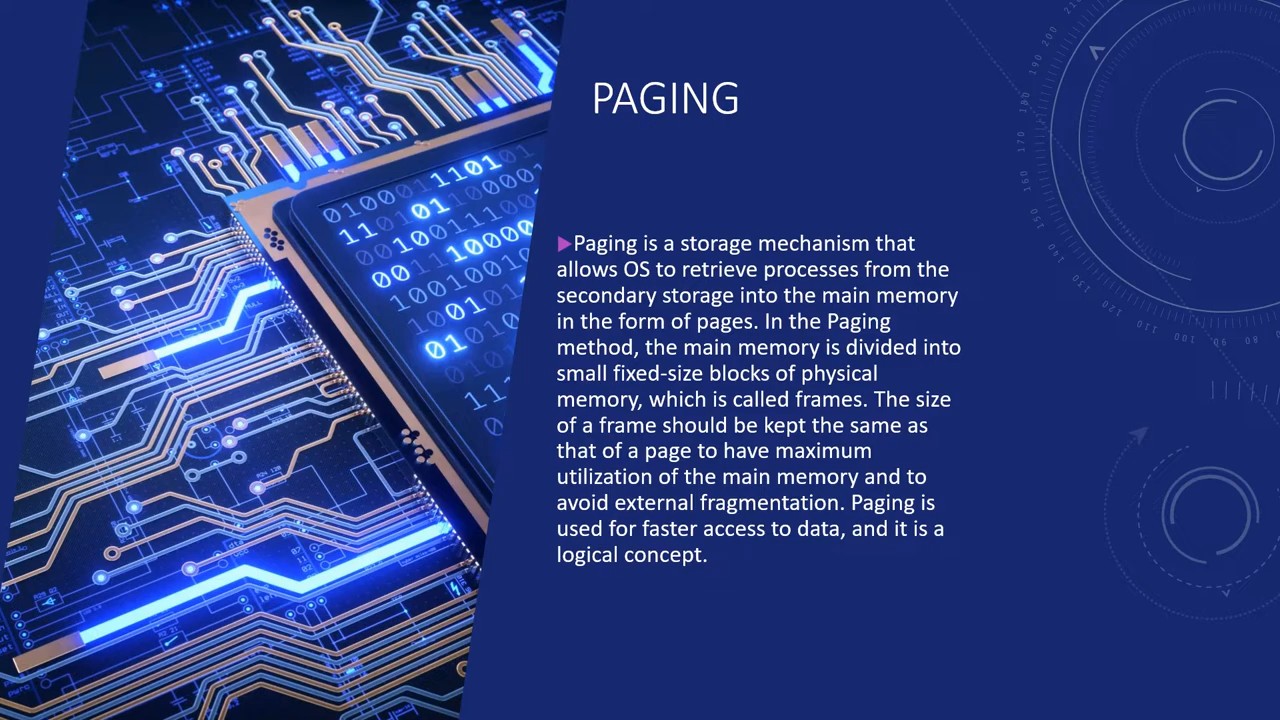 PAGING
Paging is a storage mechanism that
allows OS to retrieve processes from the
secondary storage into the main memory
in the form of pages. In the Paging
method, the main memory is divided into
small fixed-size blocks of physical
memory, which is called frames. The size
of a frame should be kept the same as
that of a page to have maximum
utilization of the main memory and to
avoid external fragmentation. Paging is
used for faster access to data, and it is a
logical concept.